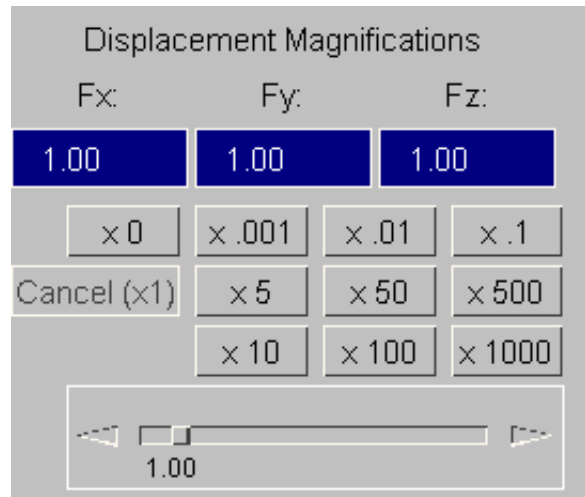 Displacement Magnifications
Fx: Fy: Fz:
1.00 1.00 1.00
x 0 x .001 x .01 x .1
Cancel (x1) x 5 x 50 x 500
x 10 x 100 x 1000
1.00